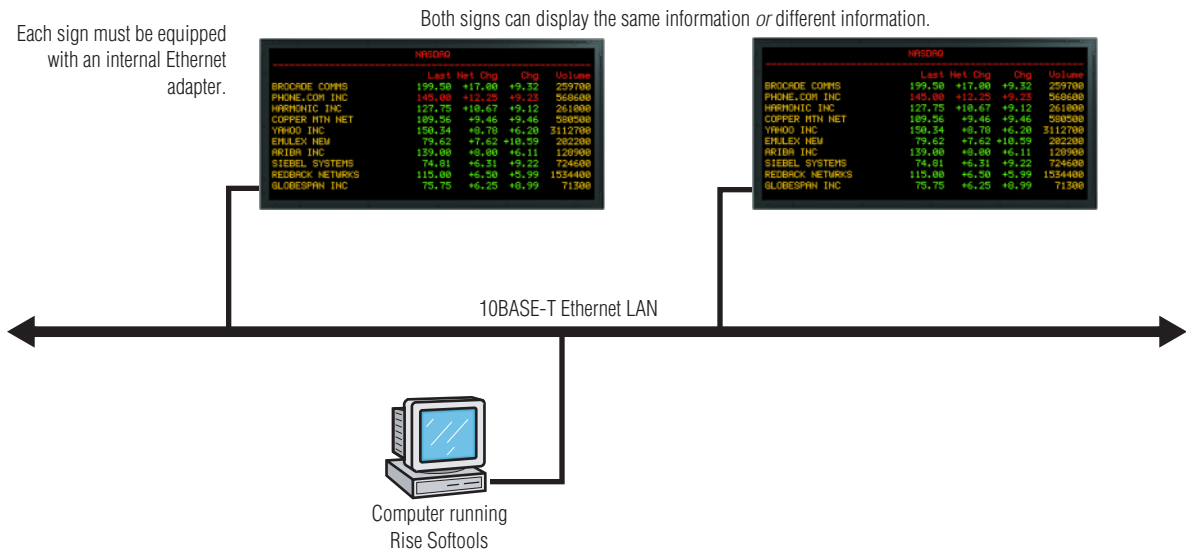 Both signs can display the same information or different information.
Each sign must be equipped
with an internal Ethernet
adapter.
NASDAQ
Last Net Chg Chg Volume
BROCADE COMMS 199.50 +17.00 +9.32 259700
PHONE.COM INC 145.00 +12.25 +9.23 568600
HARMONIC INC 127.75 +10.67 +9.12 261000
COPPER MTN NET 109.56 +9.46 +9.46 580500
YAHOO INC 150.34 +8.78 +6.20 3112700
EMULEX NEW 79.62 +7.62 +10.59 202200
ARIBA INC 139.00 +8.00 +6.11 128900
SIEBEL SYSTEMS 74.81 +6.31 +9.22 724600
REDBACK NETWRKS 115.00 +6.50 +5.99 1534400
GLOBESPAN INC 75.75 +6.25 +8.99 71300
NASDAQ
Last Net Chg Chg Volume
BROCADE COMMS 199.50 +17.00 +9.32 259700
PHONE.COM INC 145.00 +12.25 +9.23 568600
HARMONIC INC 127.75 +10.67 +9.12 261000
COPPER MTN NET 109.56 +9.46 +9.46 580500
YAHOO INC 150.34 +8.78 +6.20 3112700
EMULEX NEW 79.62 +7.62 +10.59 202200
ARIBA INC 139.00 +8.00 +6.11 128900
SIEBEL SYSTEMS 74.81 +6.31 +9.22 724600
REDBACK NETWRKS 115.00 +6.50 +5.99 1534400
GLOBESPAN INC 75.75 +6.25 +8.99 71300
10BASE-T Ethernet LAN
Computer running
Rise Softools